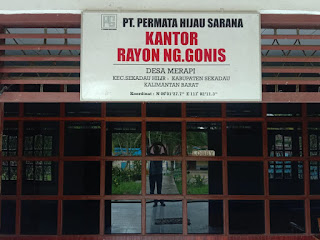 PT. PERMATA HIJAU SARANA
KANTOR
RAYON NG.GONIS
DESA MERAPI
KEC.SEKADAU HILIR - KABUPATEN SEKADAU
KALIMANTAN BARAT